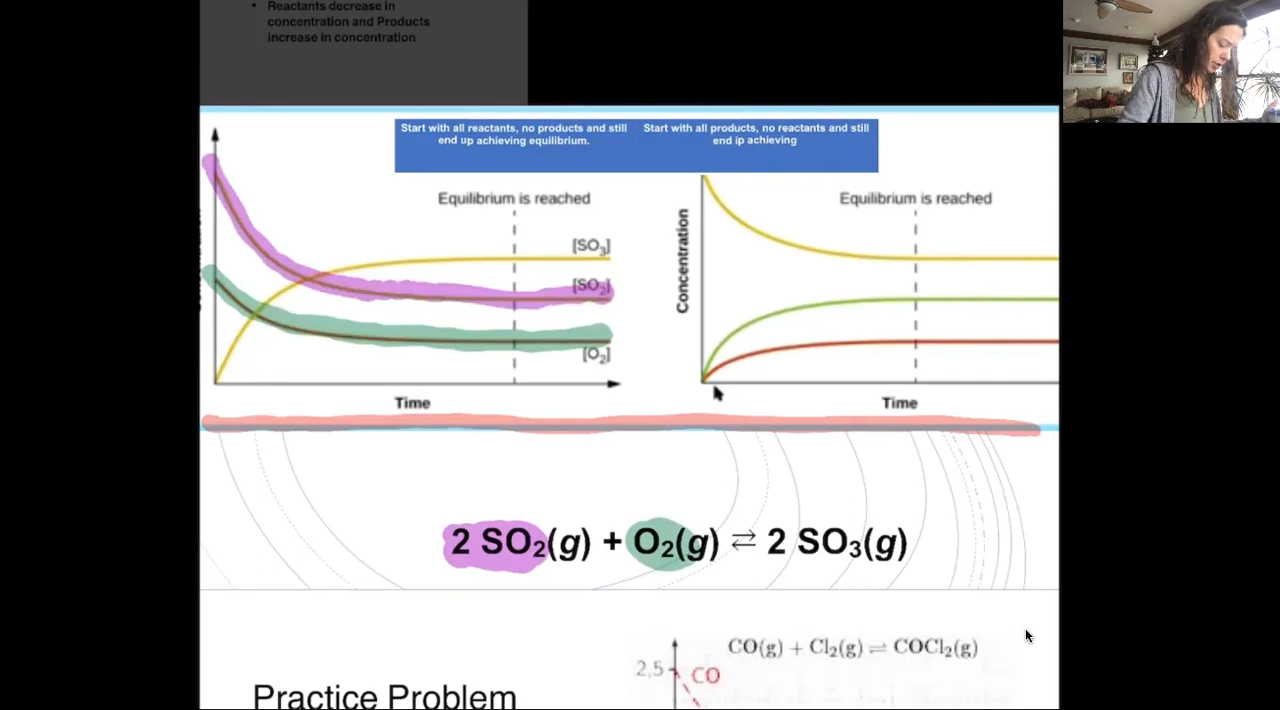 • Reactants decrease in
concentration and Products
increase in concentration
Start with all reactants, no products and still
end up achieving equilibrium.
Start with all products, no reactants and still
end ip achieving
Equilibrium is reached
[SO₃]
[SO₂]
[O₂]
Time
Concentration
Equilibrium is reached
Time
2 SO₂(g) + O₂(g) ⇌ 2 SO₃(g)
Practice Problem
CO(g) + Cl₂(g) ⇌ COCl₂(g)
2,5
CO